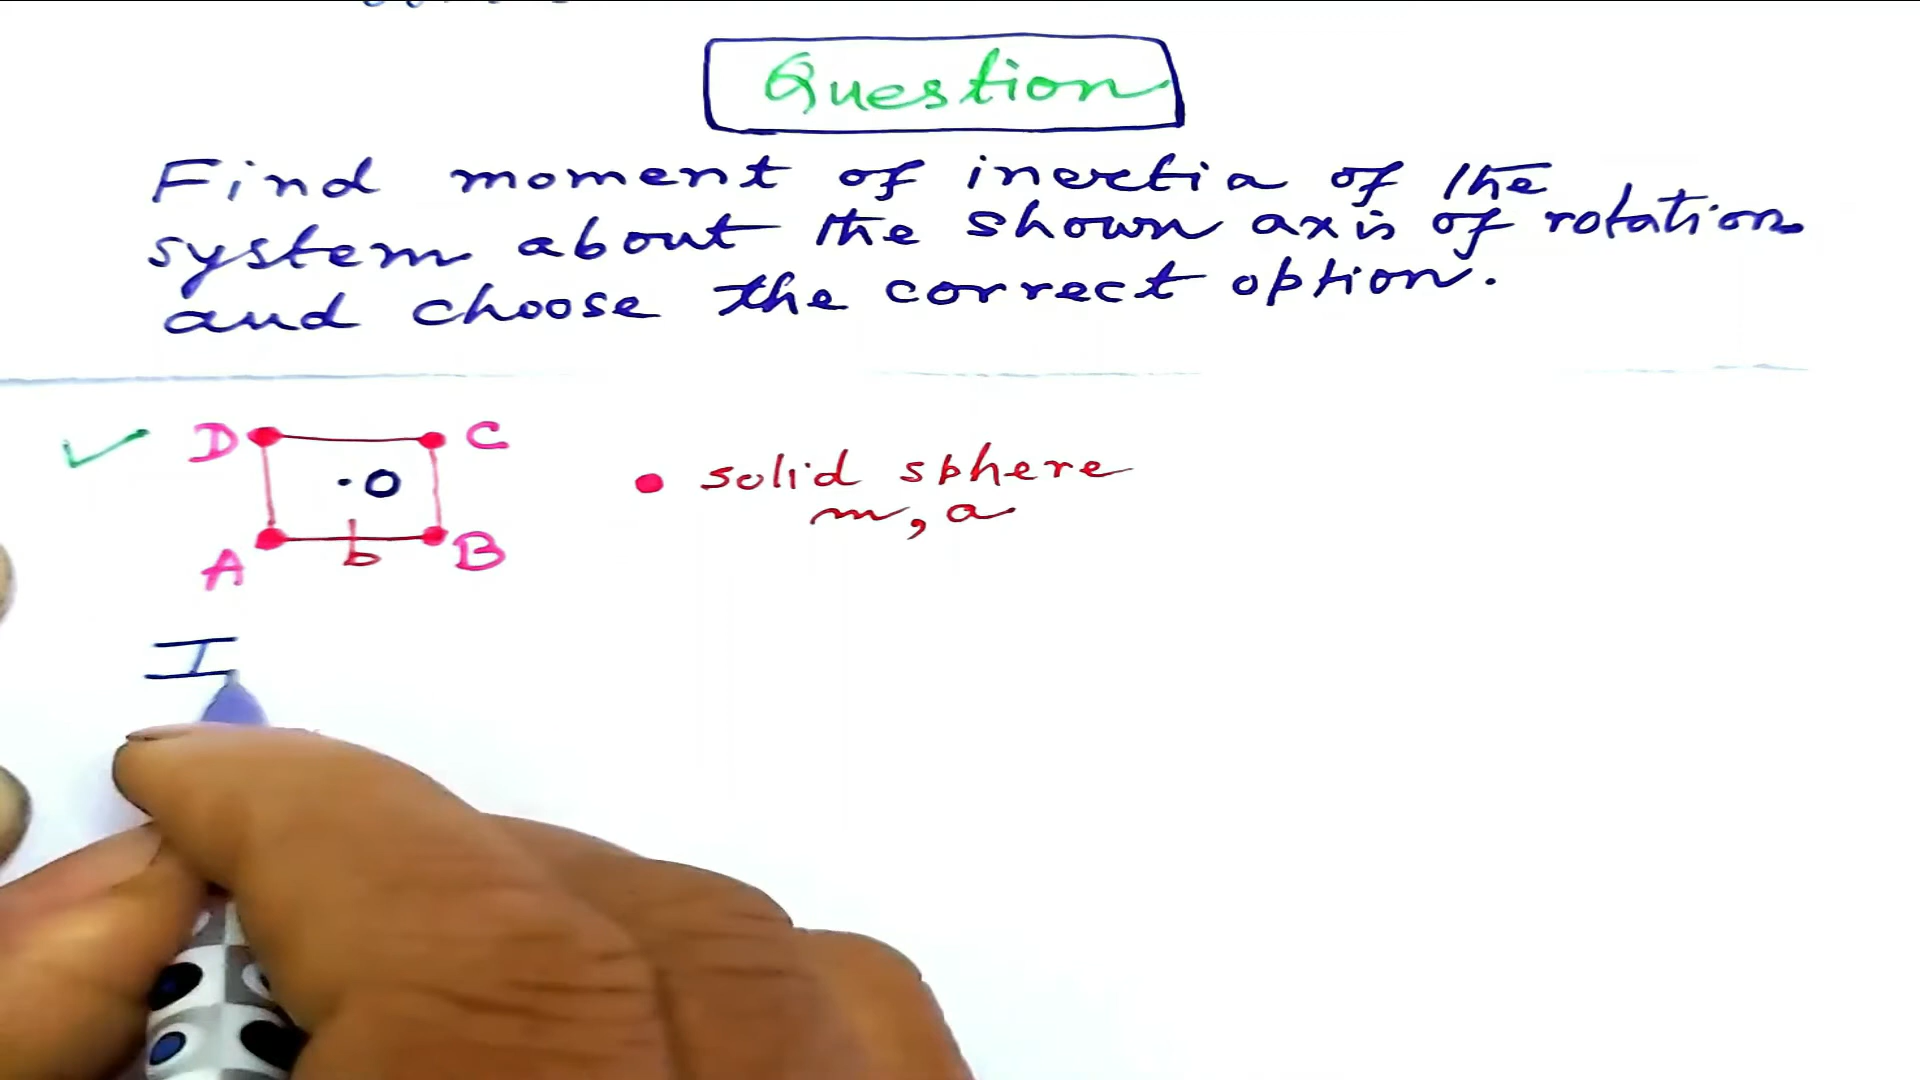 Question
Find moment of inertia of the
system about the shown axis of rotation
and choose the correct option.
D C
O
A b B
solid sphere
m, a
I